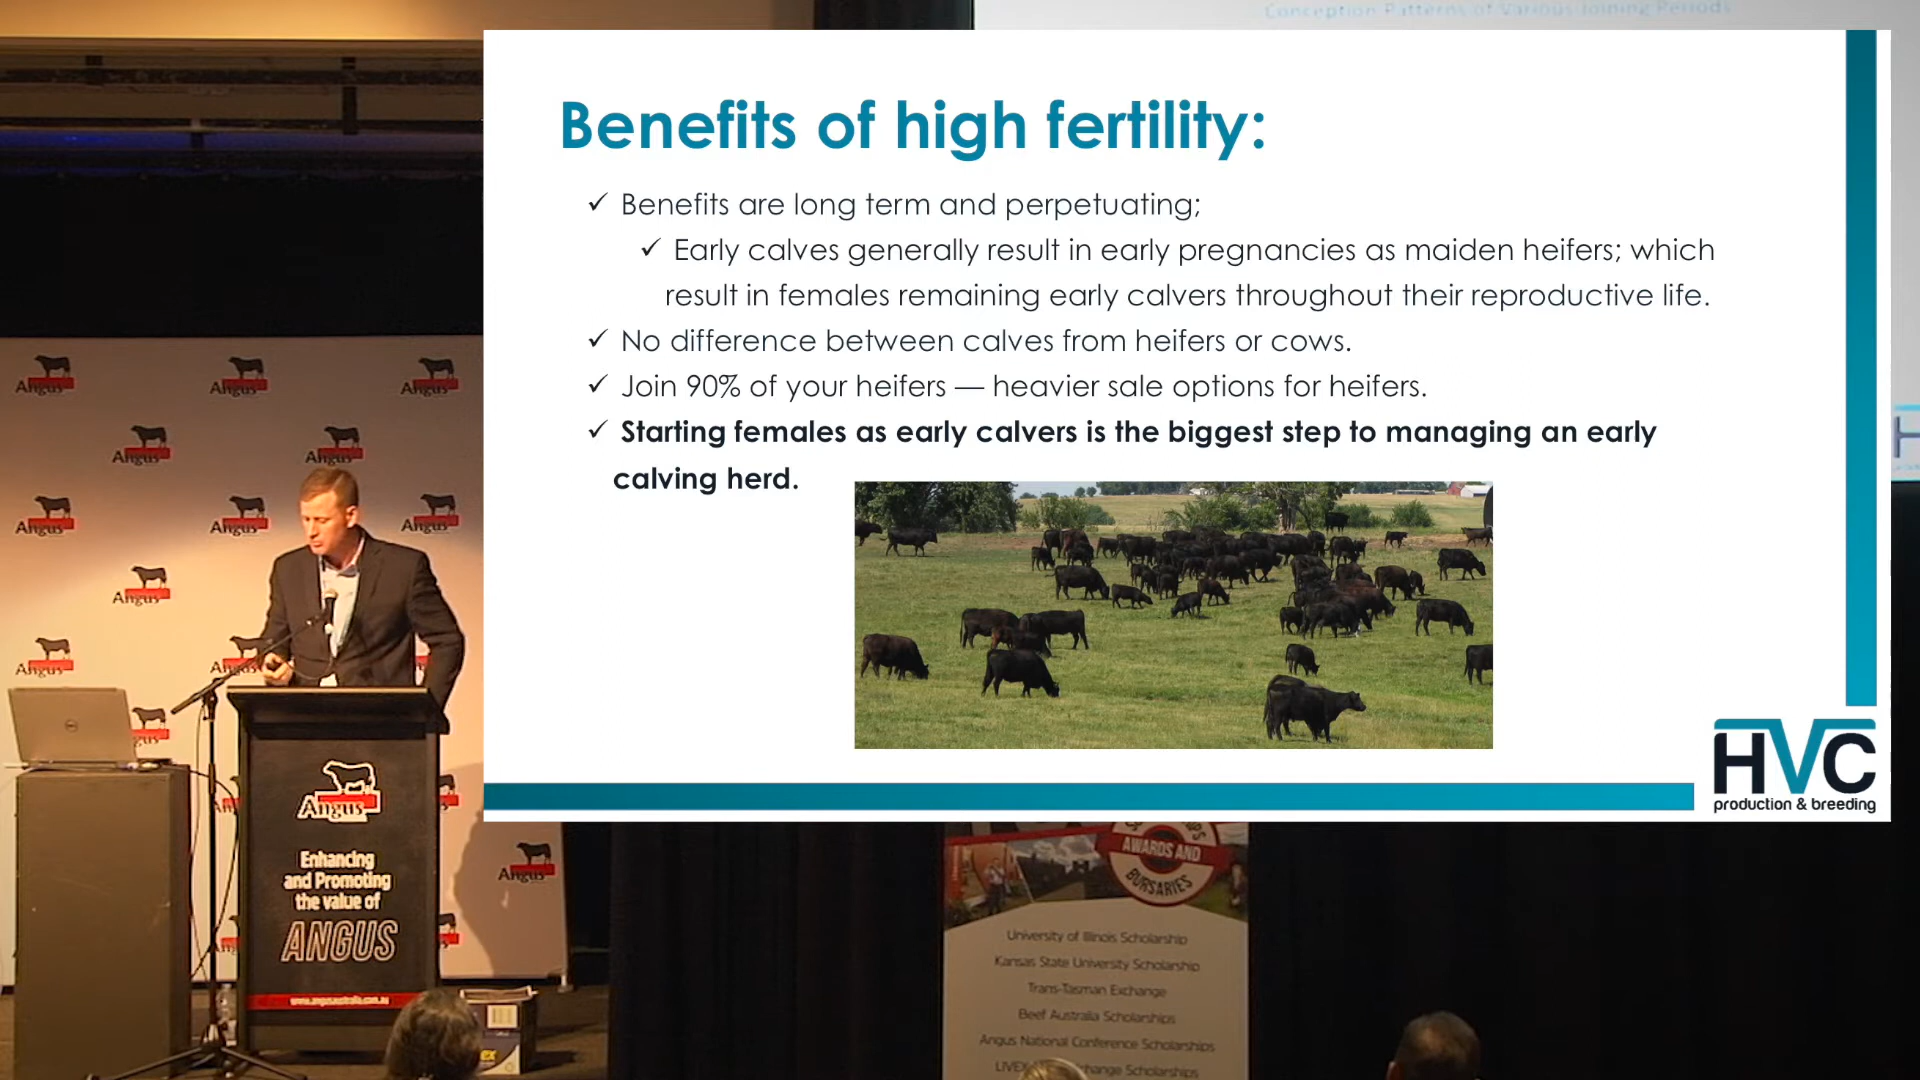 Conception Patterns of Various Joining Periods
Benefits of high fertility:
✓ Benefits are long term and perpetuating;
✓ Early calves generally result in early pregnancies as maiden heifers; which
result in females remaining early calvers throughout their reproductive life.
✓ No difference between calves from heifers or cows.
✓ Join 90% of your heifers — heavier sale options for heifers.
✓ Starting females as early calvers is the biggest step to managing an early
calving herd.
HVC
production & breeding
Angus
Angus
Angus
Angus
Angus
Angus
Angus
Angus
Angus
Angus
Angus
Angus
Enhancing
and Promoting
the value of
ANGUS
www.angusaustralia.com.au
AWARDS AND
BURSARIES
University of Illinois Scholarship
Kansas State University Scholarship
Trans-Tasman Exchange
Beef Australia Scholarships
Angus National Conference Scholarships
Scholarships